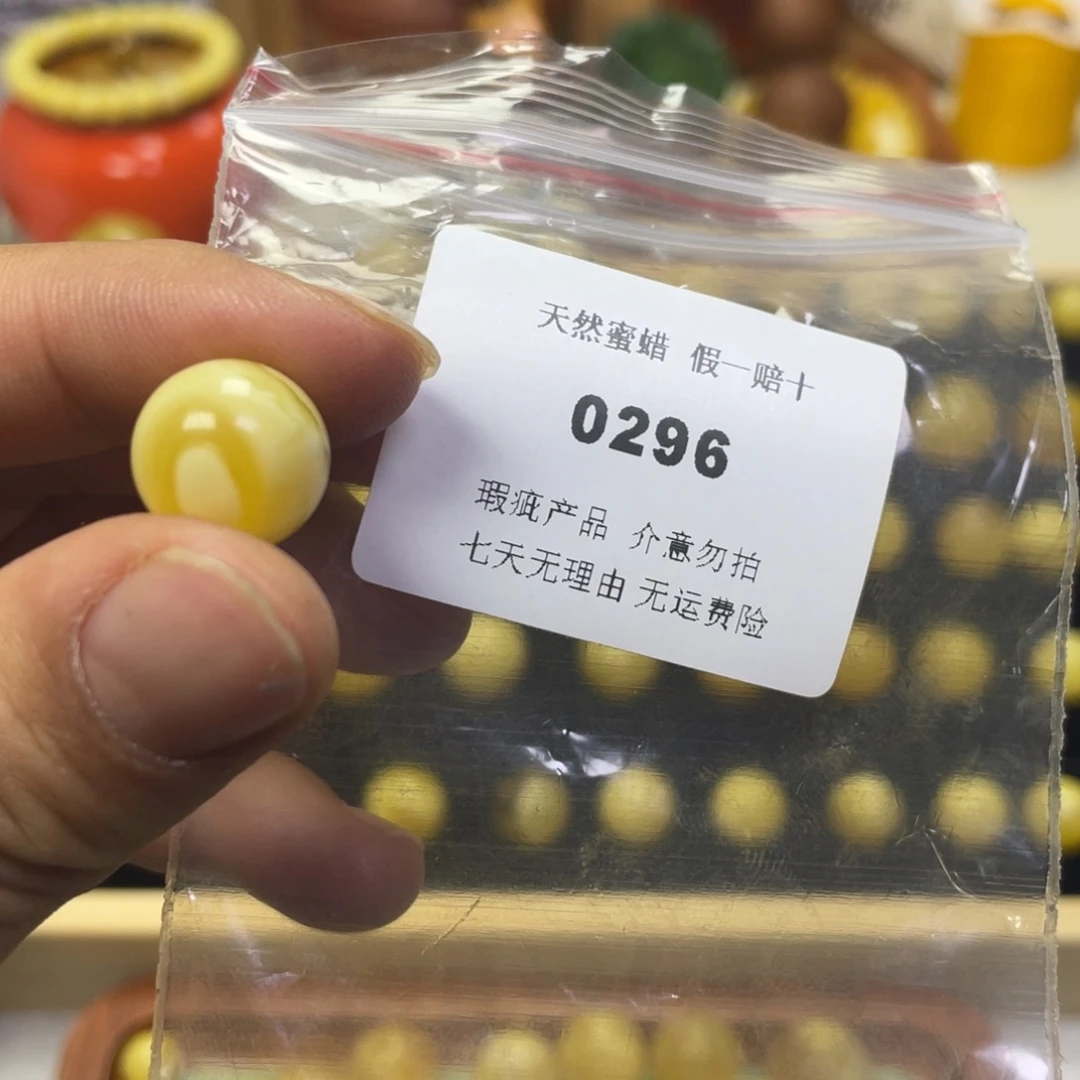 天然蜜蜡 假一赔十
0296
瑕疵产品 介意勿拍
七天无理由 无运费险